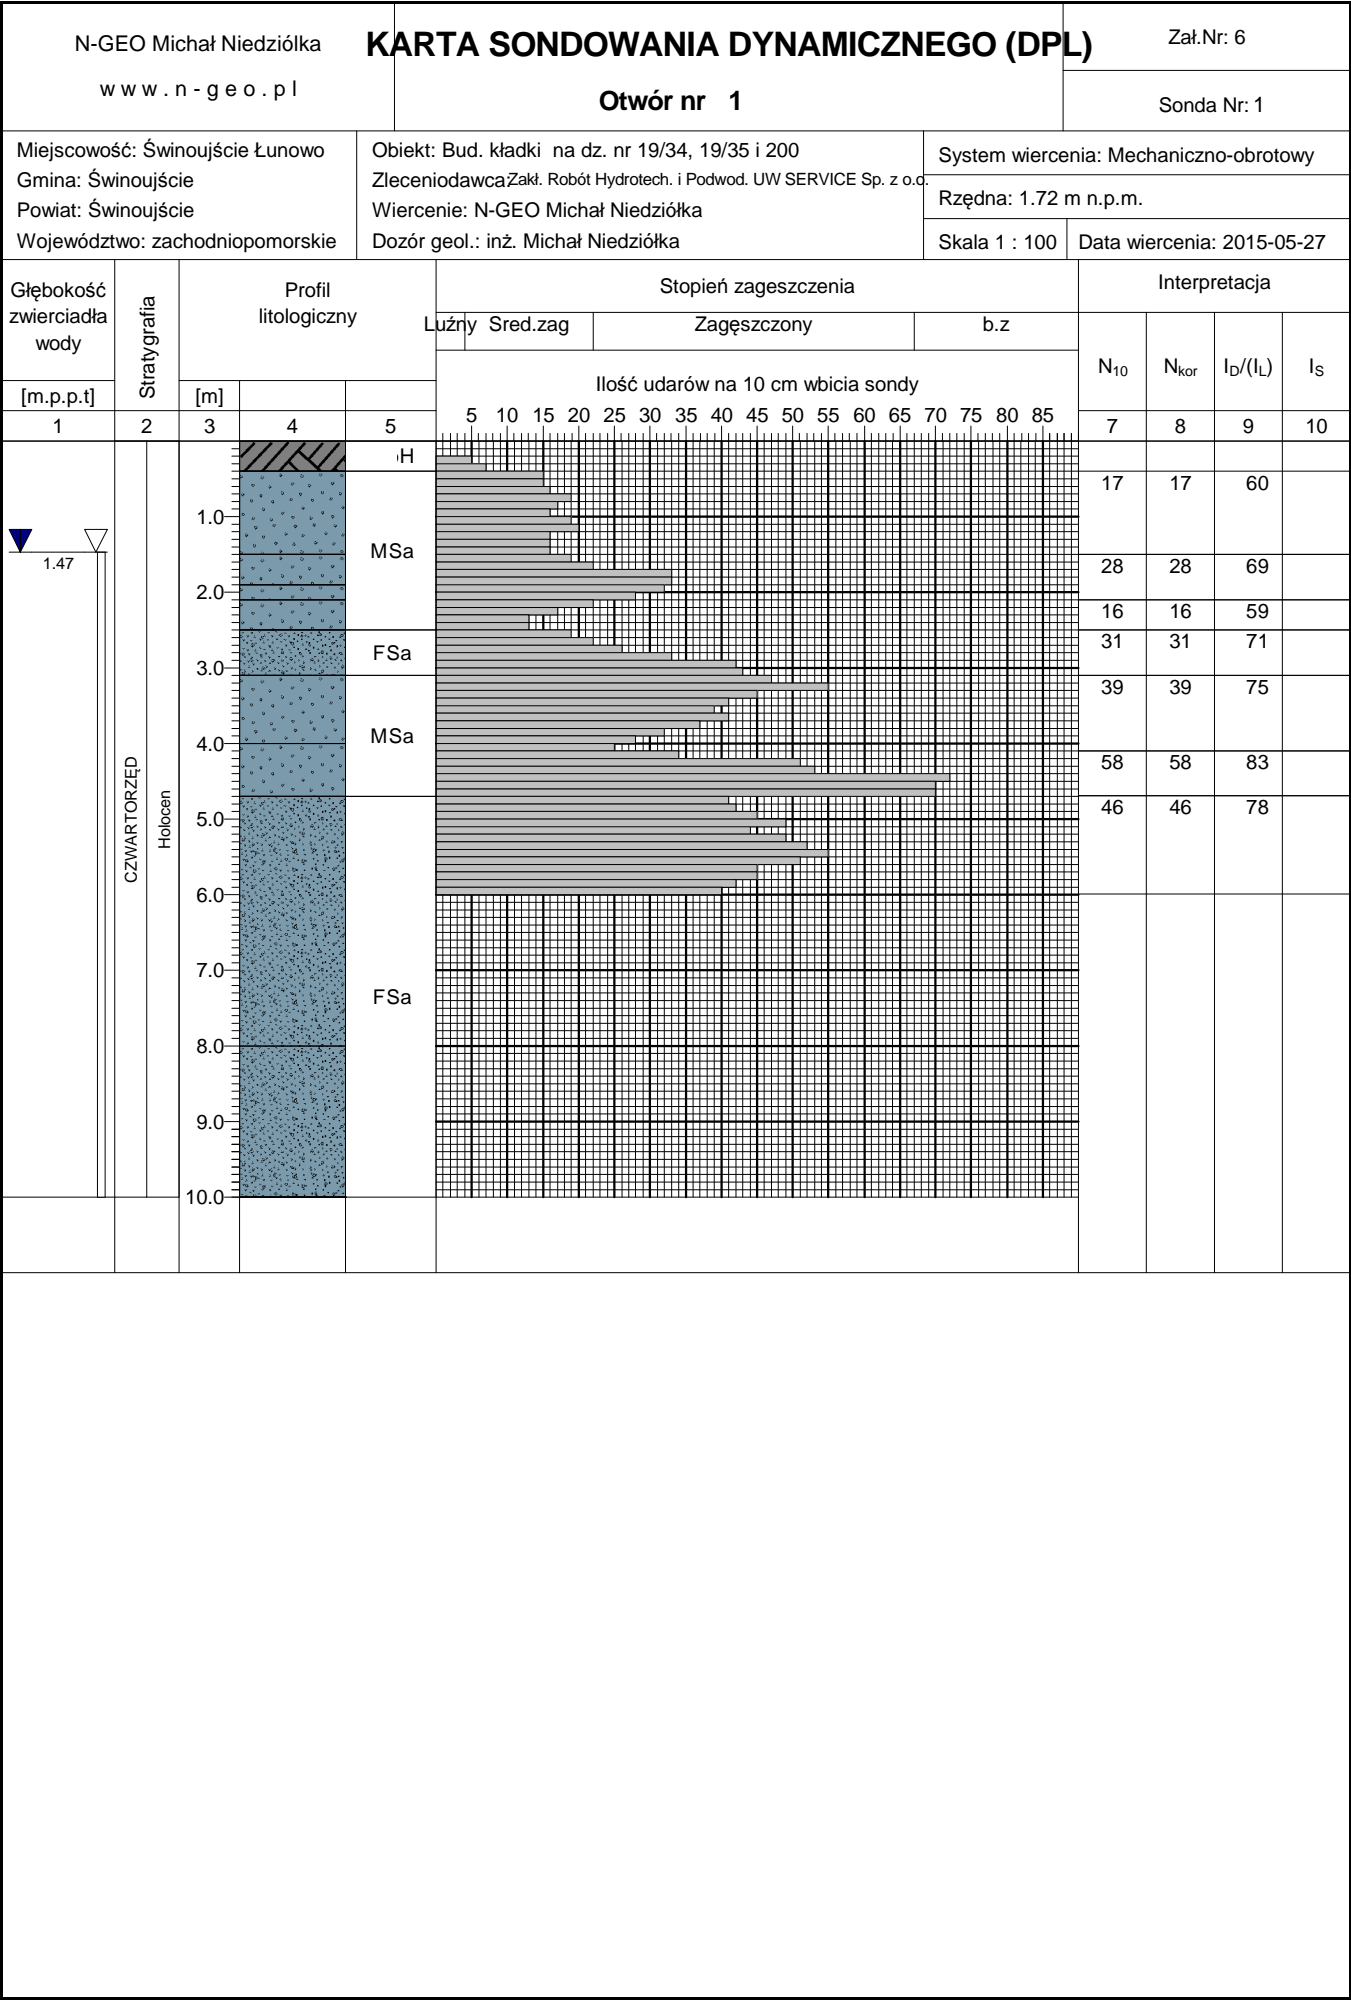 N-GEO Michał Niedziólka
www.n-geo.pl
KARTA SONDOWANIA DYNAMICZNEGO (DPL)
Otwór nr 1
Zał.Nr: 6
Sonda Nr: 1
Miejscowość: Świnoujście Łunowo
Gmina: Świnoujście
Powiat: Świnoujście
Województwo: zachodniopomorskie
Obiekt: Bud. kładki na dz. nr 19/34, 19/35 i 200
Zleceniodawca: Zakł. Robót Hydrotech. i Podwod. UW SERVICE Sp. z o.o.
Wiercenie: N-GEO Michał Niedziółka
Dozór geol.: inż. Michał Niedziółka
System wiercenia: Mechaniczno-obrotowy
Rzędna: 1.72 m n.p.m.
Skala 1 : 100
Data wiercenia: 2015-05-27
Głębokość
zwierciadła
wody
[m.p.p.t]
Stratygrafia
Profil
litologiczny
[m]
Stopień zageszczenia
Luźny Sred.zag Zagęszczony b.z
Ilość udarów na 10 cm wbicia sondy
5 10 15 20 25 30 35 40 45 50 55 60 65 70 75 80 85
Interpretacja
N10 Nkor ID/(IL) IS
1 2 3 4 5 7 8 9 10
H
17 17 60
1.0
MSa
1.47
28 28 69
2.0
16 16 59
31 31 71
FSa
3.0
39 39 75
MSa
4.0
58 58 83
46 46 78
5.0
CZWARTORZĘD
Holocen
6.0
7.0
FSa
8.0
9.0
10.0